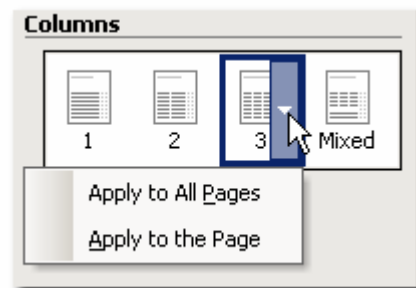 Columns
1 2 3 Mixed
Apply to All Pages
Apply to the Page